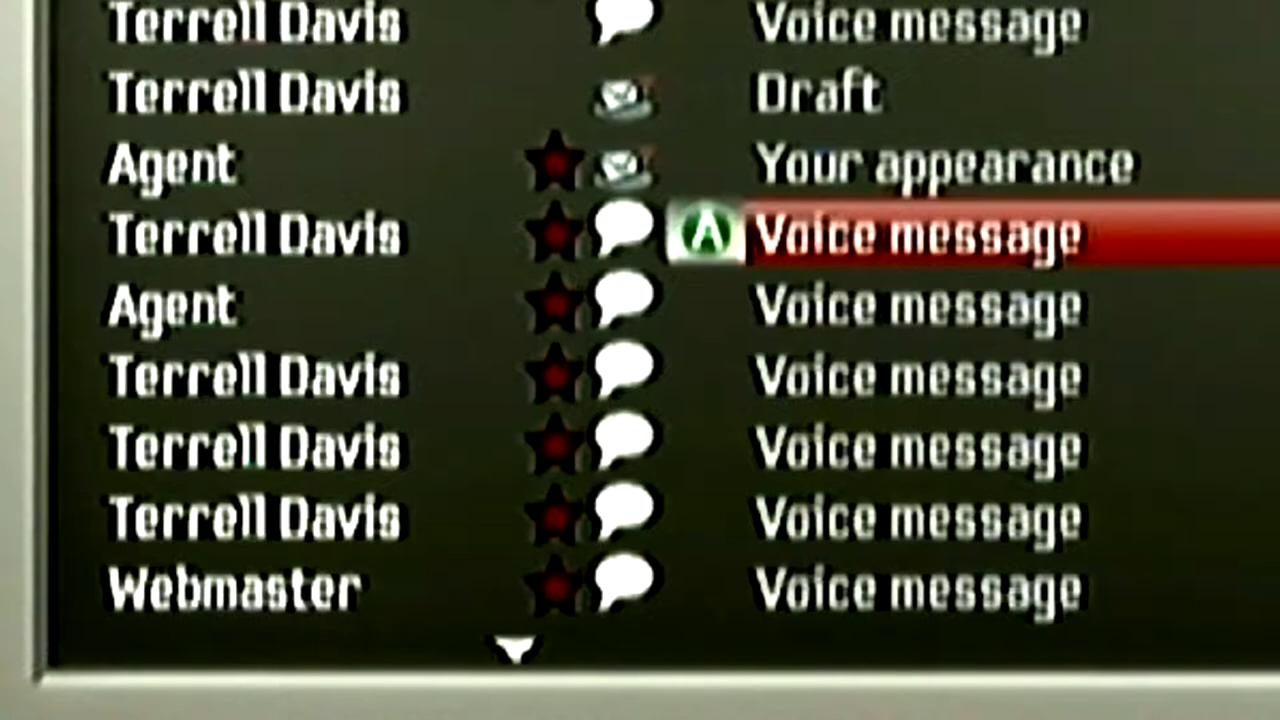 Terrell Davis Voice message
Terrell Davis Draft
Agent Your appearance
Terrell Davis A Voice message
Agent Voice message
Terrell Davis Voice message
Terrell Davis Voice message
Terrell Davis Voice message
Webmaster Voice message